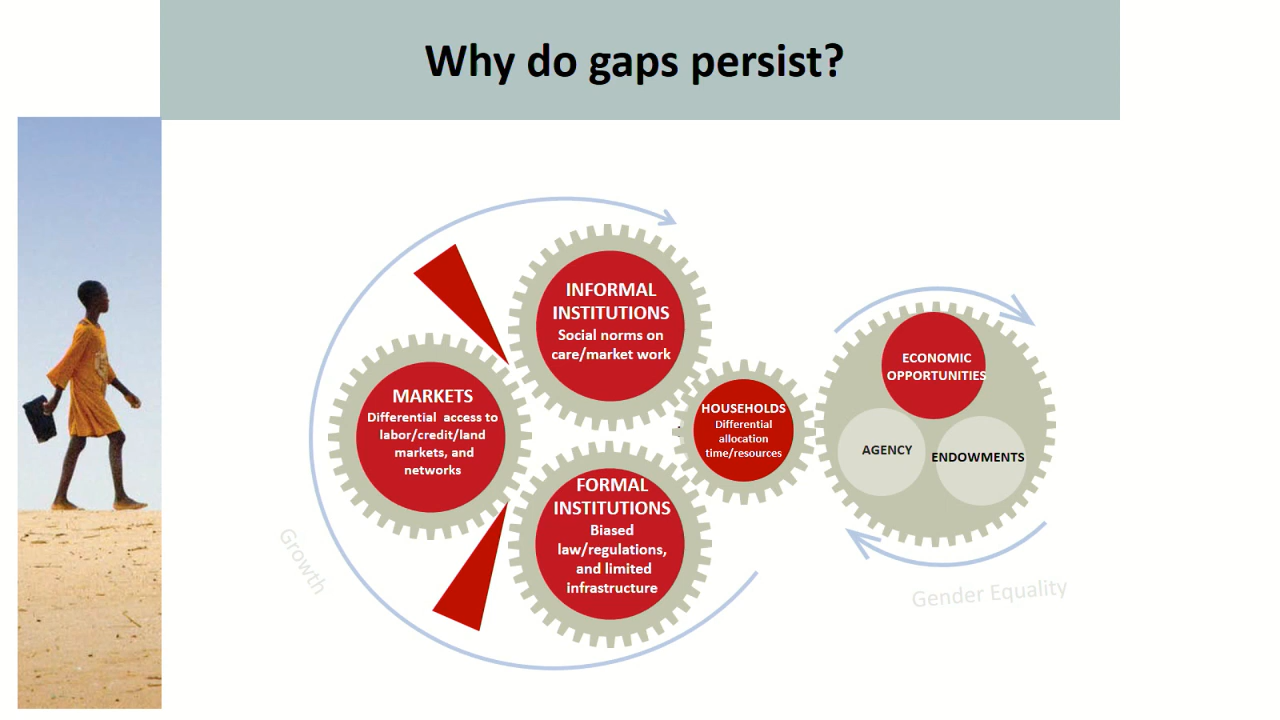 Why do gaps persist?
INFORMAL
INSTITUTIONS
Social norms on
care/market work
MARKETS
Differential access to
labor/credit/land
markets, and
networks
FORMAL
INSTITUTIONS
Biased
law/regulations,
and limited
infrastructure
HOUSEHOLDS
Differential
allocation
time/resources
ECONOMIC
OPPORTUNITIES
AGENCY
ENDOWMENTS
Growth
Gender Equality